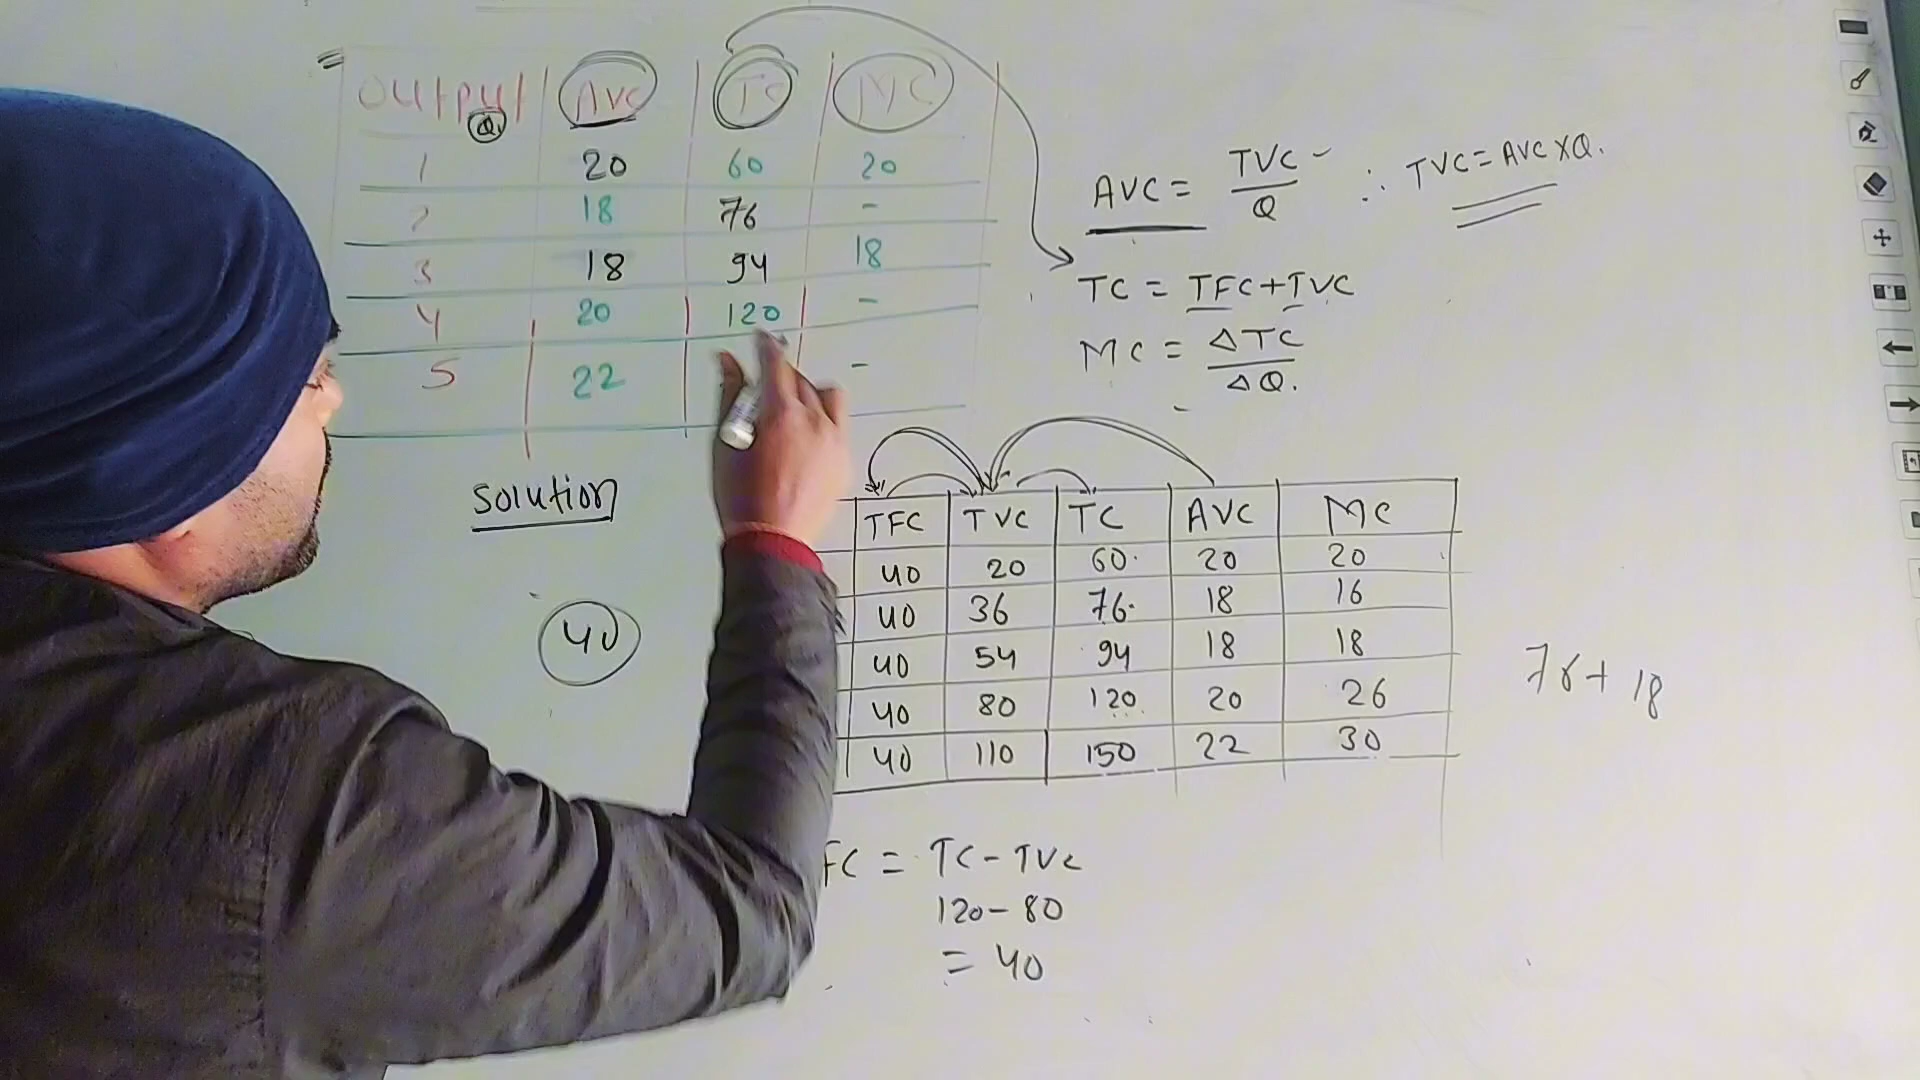 Output (Q) AVC TC MC
1 20 60 20
2 18 76 -
3 18 94 18
4 20 120 -
5 22 -
AVC = TVC / Q ∴ TVC = AVC X Q.
TC = TFC + TVC
MC = ΔTC / ΔQ.
Solution
TFC TVC TC AVC MC
40 20 60. 20 20
40 36 76. 18 16
40 54 94 18 18
40 80 120 20 26
40 110 150 22 30
40
76 + 18
FC = TC - TVC
120 - 80
= 40